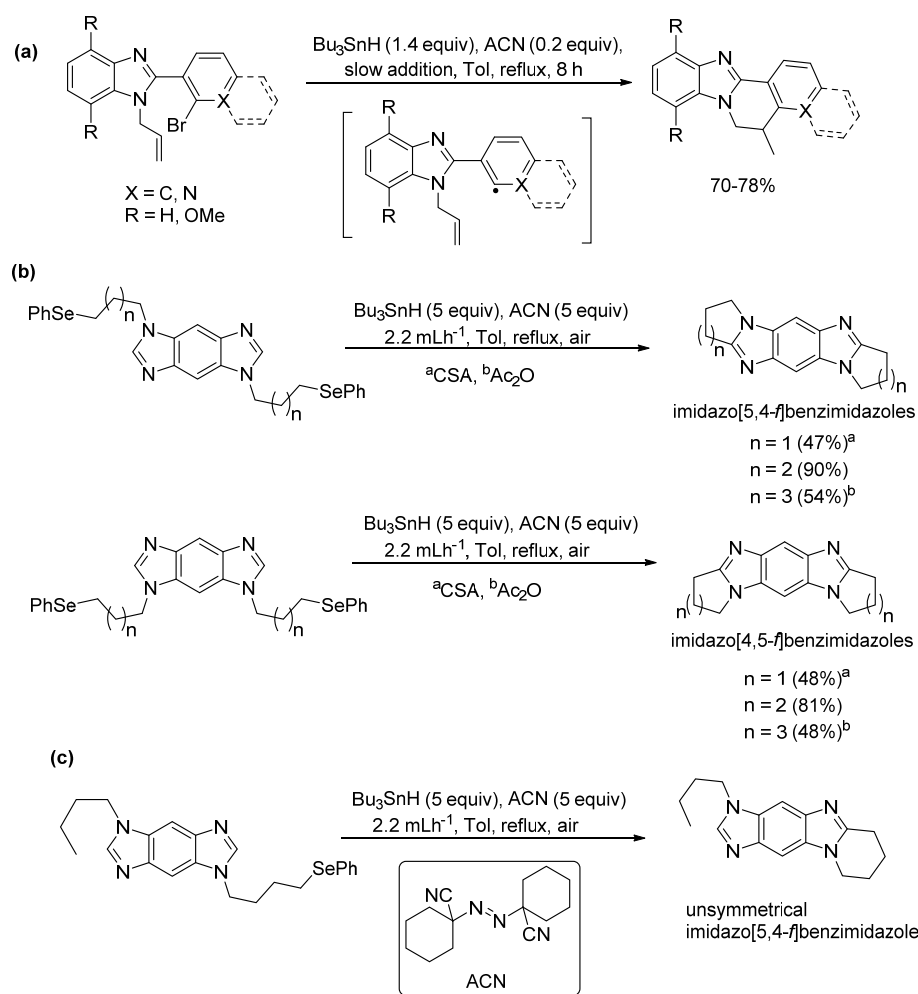 (a)
R
N
N
R
Br
X
X = C, N
R = H, OMe
Bu₃SnH (1.4 equiv), ACN (0.2 equiv),
slow addition, Tol, reflux, 8 h
R
N
N
R
X
R
N
N
R
X
70-78%
(b)
PhSe
n
N
N
N
N
n
SePh
Bu₃SnH (5 equiv), ACN (5 equiv)
2.2 mLh⁻¹, Tol, reflux, air
ᵃCSA, ᵇAc₂O
n
N
N
N
N
n
imidazo[5,4-f]benzimidazoles
n = 1 (47%)ᵃ
n = 2 (90%)
n = 3 (54%)ᵇ
N
N
N
N
PhSe
n
n
SePh
Bu₃SnH (5 equiv), ACN (5 equiv)
2.2 mLh⁻¹, Tol, reflux, air
ᵃCSA, ᵇAc₂O
N
N
N
N
n
n
imidazo[4,5-f]benzimidazoles
n = 1 (48%)ᵃ
n = 2 (81%)
n = 3 (48%)ᵇ
(c)
N
N
N
N
SePh
Bu₃SnH (5 equiv), ACN (5 equiv)
2.2 mLh⁻¹, Tol, reflux, air
NC
N
N
CN
ACN
N
N
N
N
unsymmetrical
imidazo[5,4-f]benzimidazole